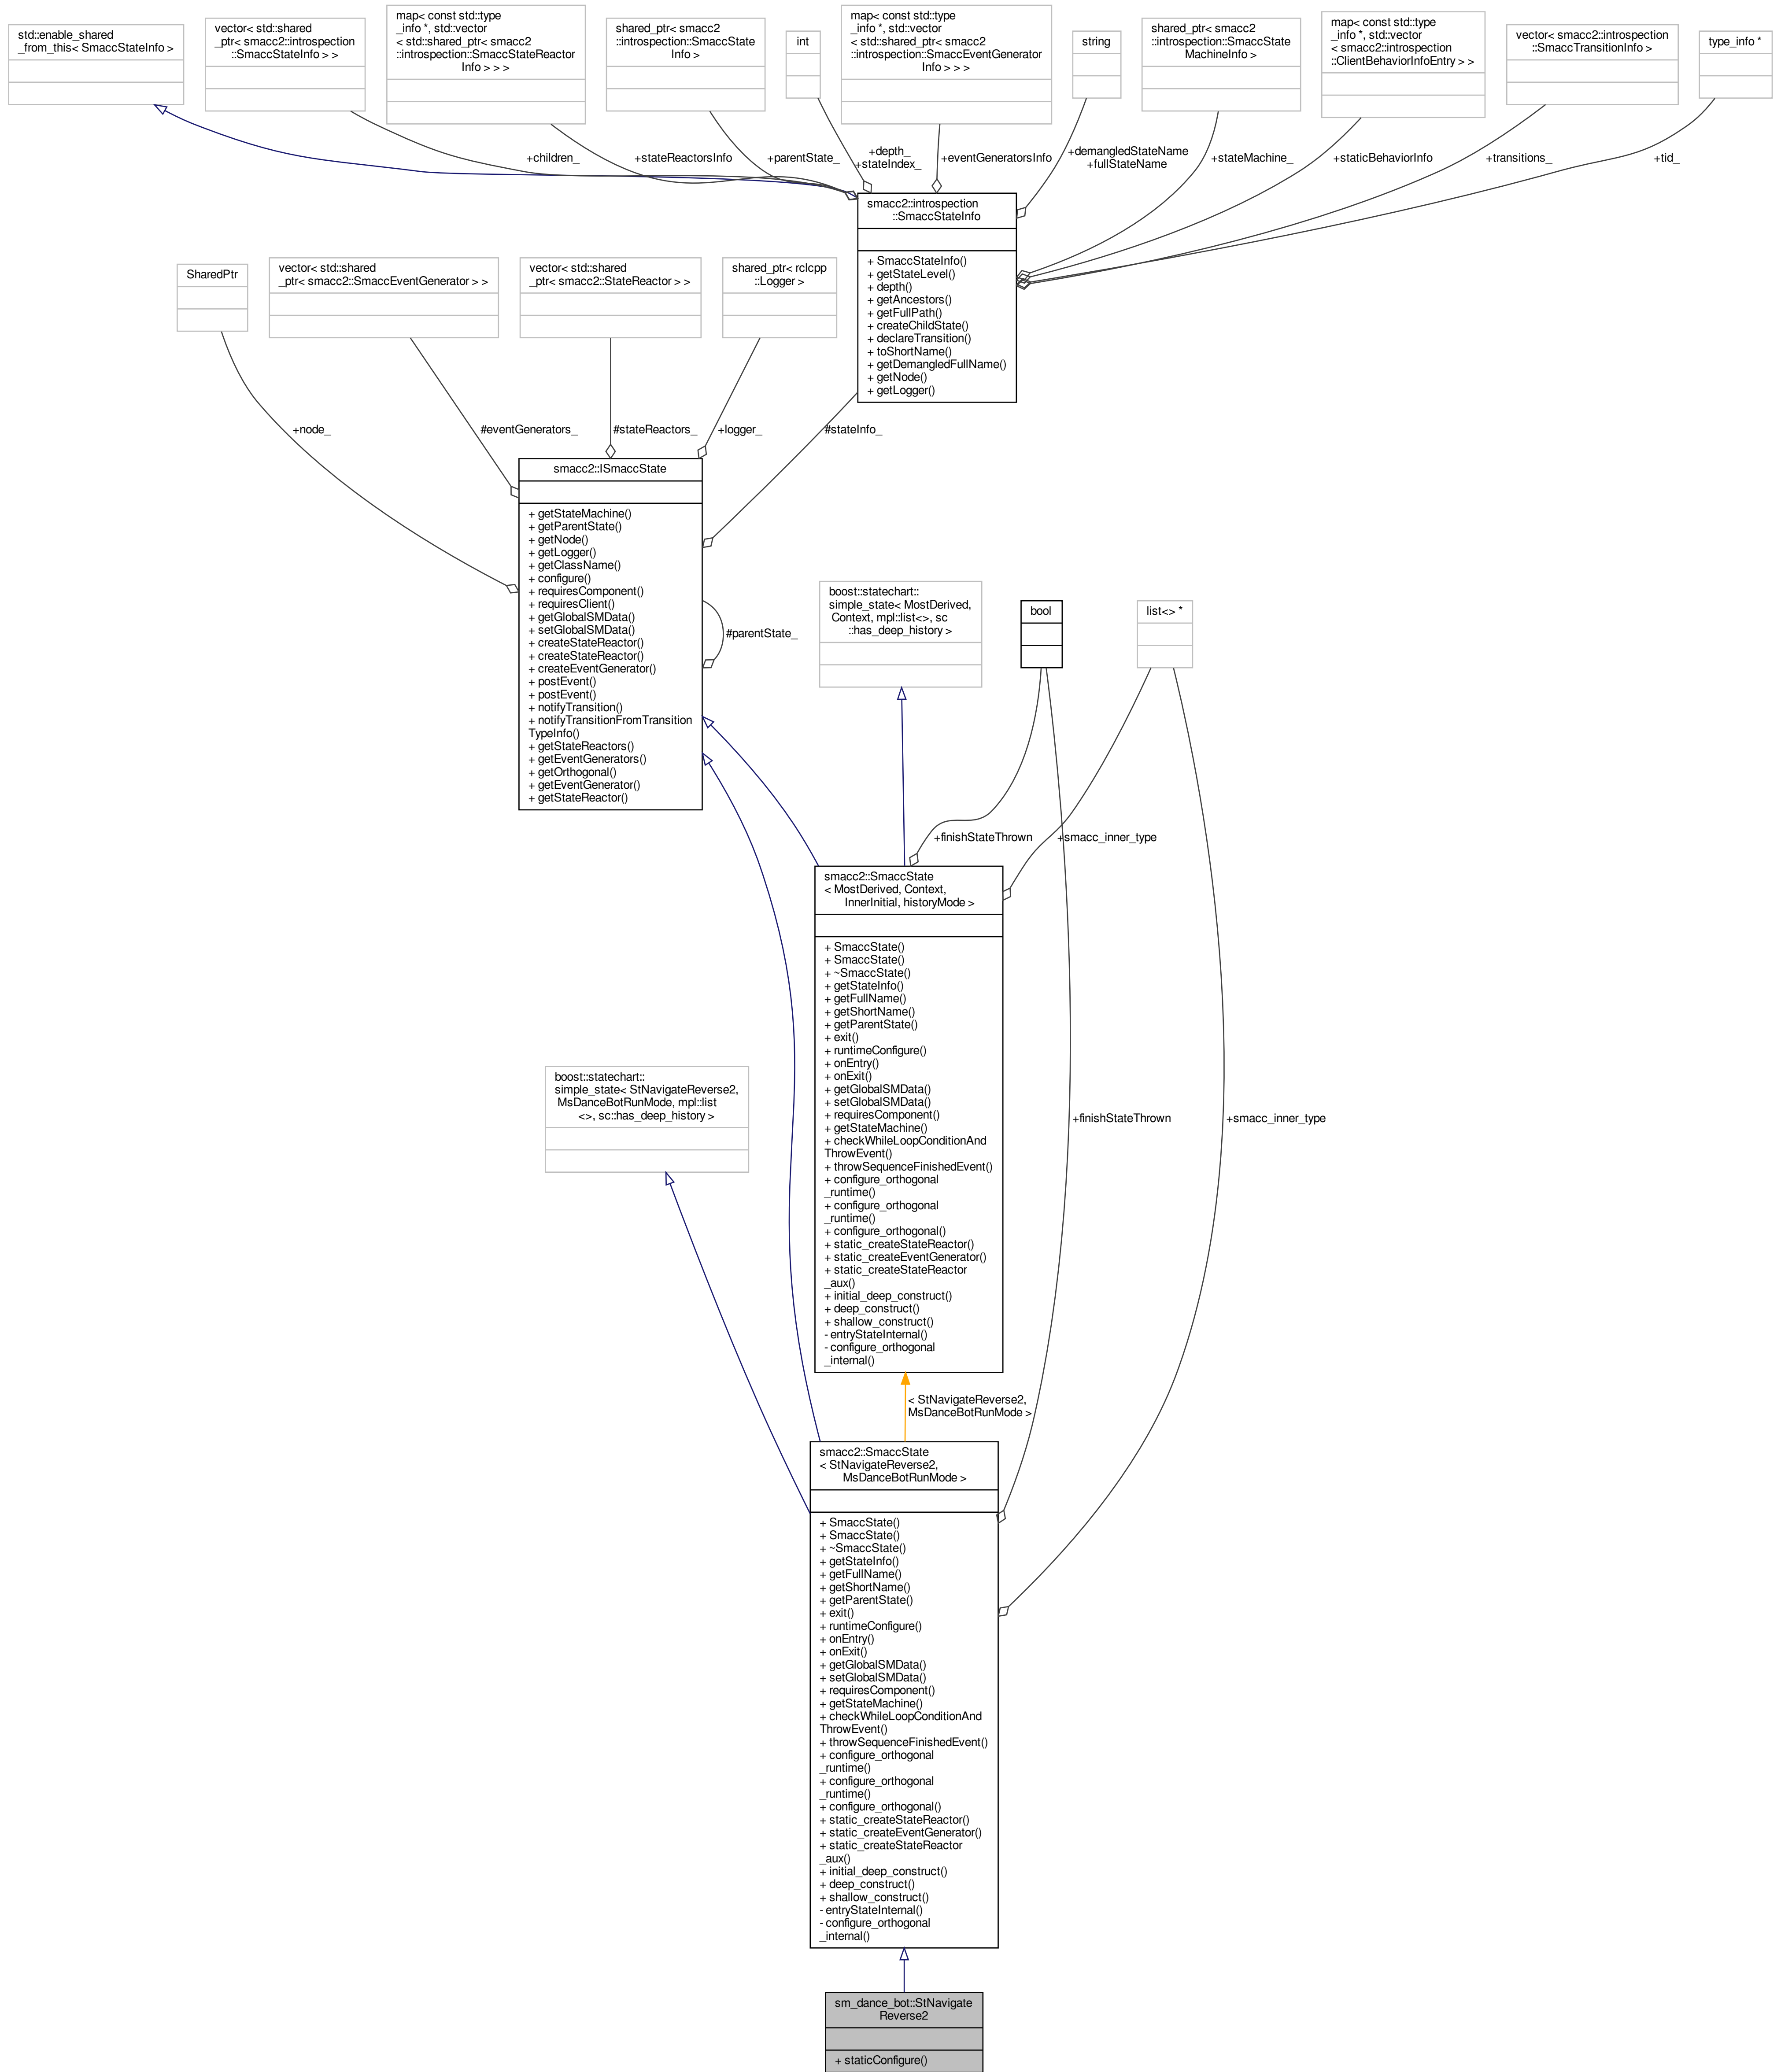 std::enable_shared
_from_this< SmaccStateInfo >
vector< std::shared
_ptr< smacc2::introspection
::SmaccStateInfo > >
map< const std::type
_info *, std::vector
< std::shared_ptr< smacc2
::introspection::SmaccStateReactor
Info > > >
shared_ptr< smacc2
::introspection::SmaccState
Info >
int
map< const std::type
_info *, std::vector
< std::shared_ptr< smacc2
::introspection::SmaccEventGenerator
Info > > >
string
shared_ptr< smacc2
::introspection::SmaccState
MachineInfo >
map< const std::type
_info *, std::vector
< smacc2::introspection
::ClientBehaviorInfoEntry > >
vector< smacc2::introspection
::SmaccTransitionInfo >
type_info *
+children_
+stateReactorsInfo
+parentState_
+depth_
+stateIndex_
+eventGeneratorsInfo
+demangledStateName
+fullStateName
+stateMachine_
+staticBehaviorInfo
+transitions_
+tid_
smacc2::introspection
::SmaccStateInfo
+ SmaccStateInfo()
+ getStateLevel()
+ depth()
+ getAncestors()
+ getFullPath()
+ createChildState()
+ declareTransition()
+ toShortName()
+ getDemangledFullName()
+ getNode()
+ getLogger()
SharedPtr
vector< std::shared
_ptr< smacc2::SmaccEventGenerator > >
vector< std::shared
_ptr< smacc2::StateReactor > >
shared_ptr< rclcpp
::Logger >
+node_
#eventGenerators_
#stateReactors_
+logger_
#stateInfo_
smacc2::ISmaccState
+ getStateMachine()
+ getParentState()
+ getNode()
+ getLogger()
+ getClassName()
+ configure()
+ requiresComponent()
+ requiresClient()
+ getGlobalSMData()
+ setGlobalSMData()
+ createStateReactor()
+ createStateReactor()
+ createEventGenerator()
+ postEvent()
+ postEvent()
+ notifyTransition()
+ notifyTransitionFromTransition
TypeInfo()
+ getStateReactors()
+ getEventGenerators()
+ getOrthogonal()
+ getEventGenerator()
+ getStateReactor()
#parentState_
boost::statechart::
simple_state< MostDerived,
Context, mpl::list<>, sc
::has_deep_history >
bool
list<> *
+finishStateThrown
+smacc_inner_type
smacc2::SmaccState
< MostDerived, Context,
InnerInitial, historyMode >
+ SmaccState()
+ SmaccState()
+ ~SmaccState()
+ getStateInfo()
+ getFullName()
+ getShortName()
+ getParentState()
+ exit()
+ runtimeConfigure()
+ onEntry()
+ onExit()
+ getGlobalSMData()
+ setGlobalSMData()
+ requiresComponent()
+ getStateMachine()
+ checkWhileLoopConditionAnd
ThrowEvent()
+ throwSequenceFinishedEvent()
+ configure_orthogonal
_runtime()
+ configure_orthogonal
_runtime()
+ configure_orthogonal()
+ static_createStateReactor()
+ static_createEventGenerator()
+ static_createStateReactor
_aux()
+ initial_deep_construct()
+ deep_construct()
+ shallow_construct()
- entryStateInternal()
- configure_orthogonal
_internal()
boost::statechart::
simple_state< StNavigateReverse2,
MsDanceBotRunMode, mpl::list
<>, sc::has_deep_history >
+finishStateThrown
+smacc_inner_type
< StNavigateReverse2,
MsDanceBotRunMode >
smacc2::SmaccState
< StNavigateReverse2,
MsDanceBotRunMode >
+ SmaccState()
+ SmaccState()
+ ~SmaccState()
+ getStateInfo()
+ getFullName()
+ getShortName()
+ getParentState()
+ exit()
+ runtimeConfigure()
+ onEntry()
+ onExit()
+ getGlobalSMData()
+ setGlobalSMData()
+ requiresComponent()
+ getStateMachine()
+ checkWhileLoopConditionAnd
ThrowEvent()
+ throwSequenceFinishedEvent()
+ configure_orthogonal
_runtime()
+ configure_orthogonal
_runtime()
+ configure_orthogonal()
+ static_createStateReactor()
+ static_createEventGenerator()
+ static_createStateReactor
_aux()
+ initial_deep_construct()
+ deep_construct()
+ shallow_construct()
- entryStateInternal()
- configure_orthogonal
_internal()
sm_dance_bot::StNavigate
Reverse2
+ staticConfigure()